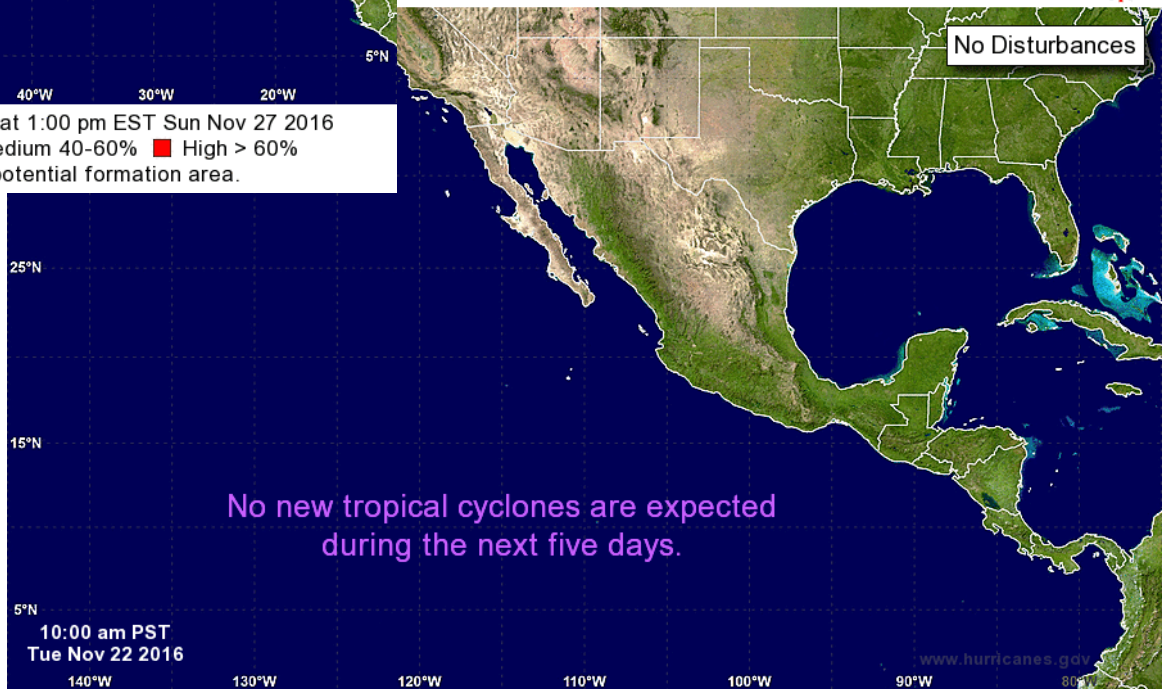 5°N
40°W 30°W 20°W
at 1:00 pm EST Sun Nov 27 2016
edium 40-60% High > 60%
potential formation area.
No Disturbances
25°N
15°N
No new tropical cyclones are expected
during the next five days.
5°N
10:00 am PST
Tue Nov 22 2016
www.hurricanes.gov
140°W 130°W 120°W 110°W 100°W 90°W 80°W